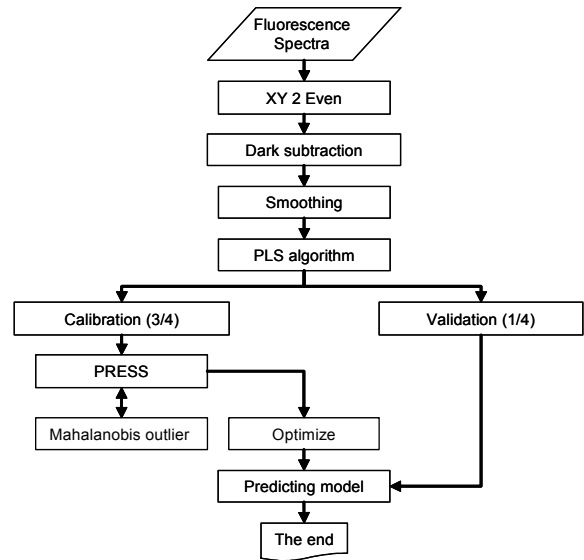 Fluorescence
Spectra
XY 2 Even
Dark subtraction
Smoothing
PLS algorithm
Calibration (3/4)
Validation (1/4)
PRESS
Mahalanobis outlier
Optimize
Predicting model
The end